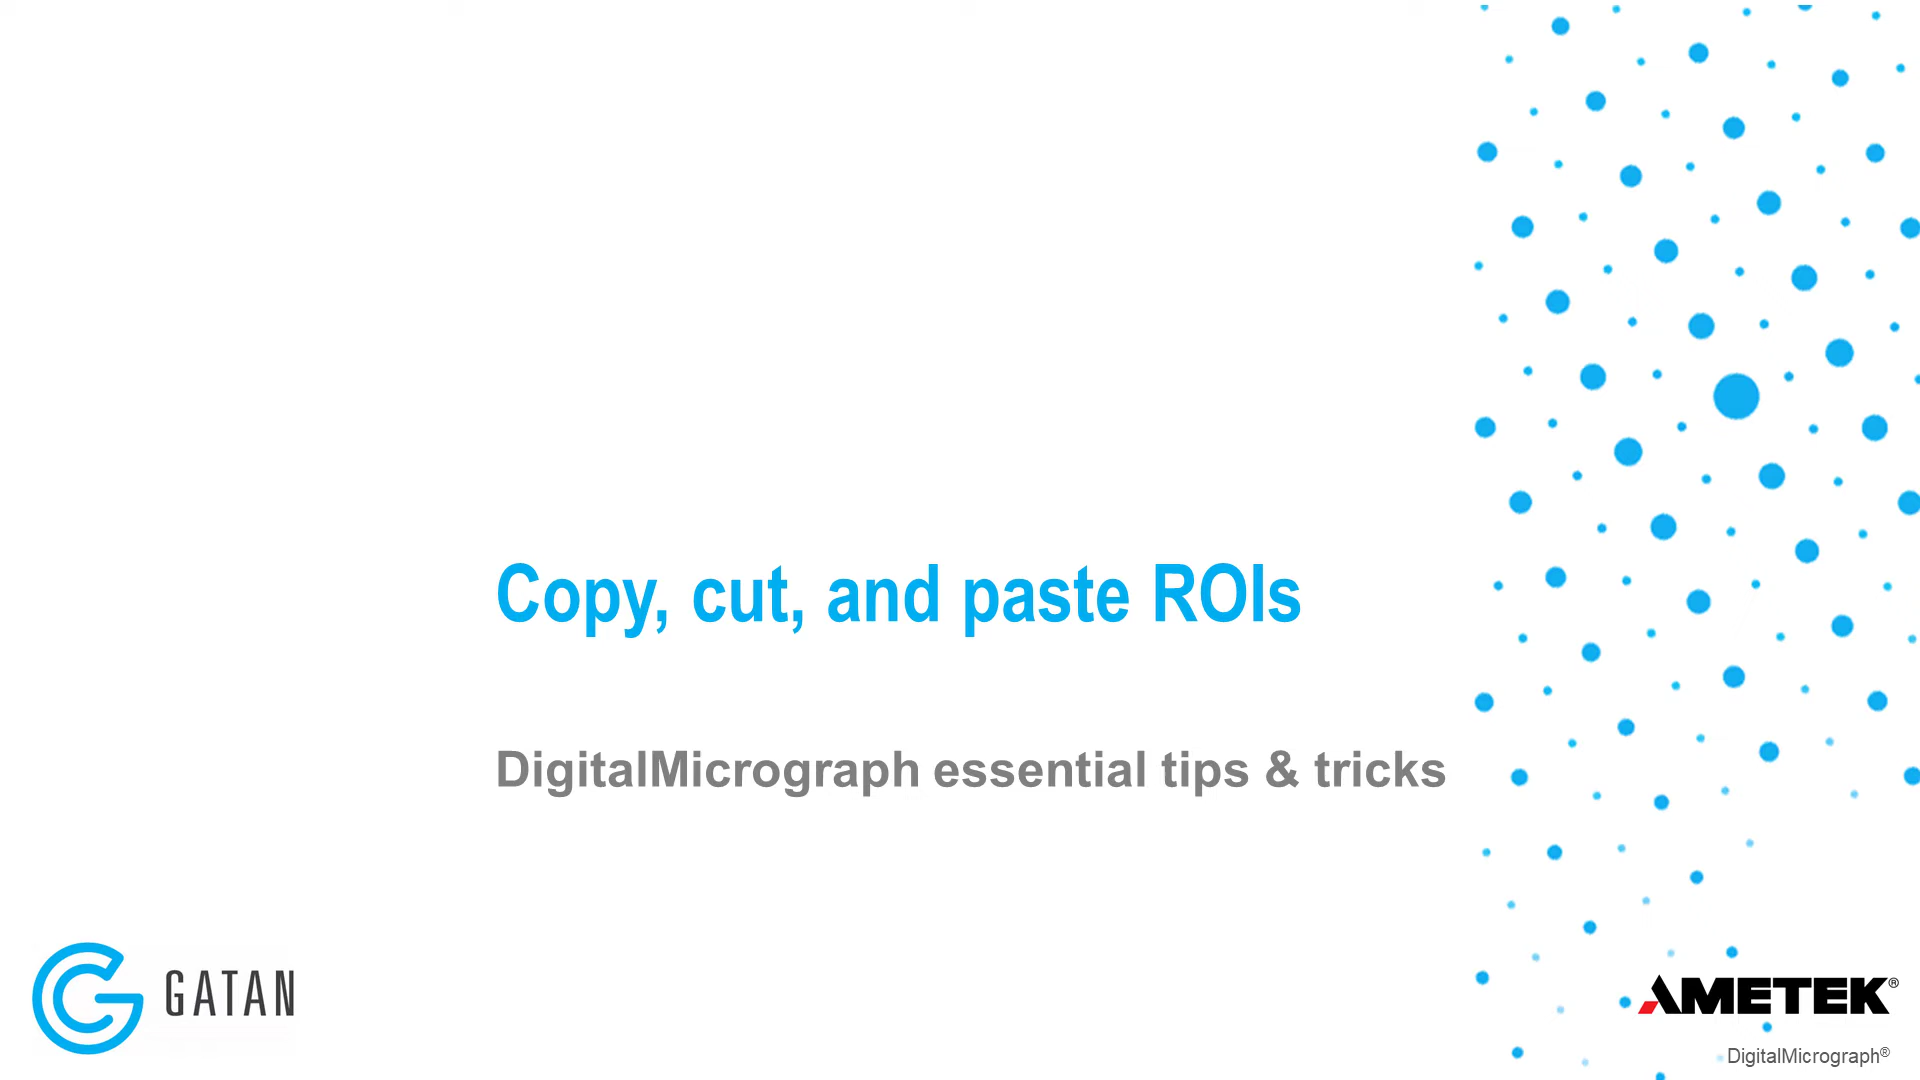 Copy, cut, and paste ROIs
DigitalMicrograph essential tips & tricks
GATAN
AMETEK®
DigitalMicrograph®